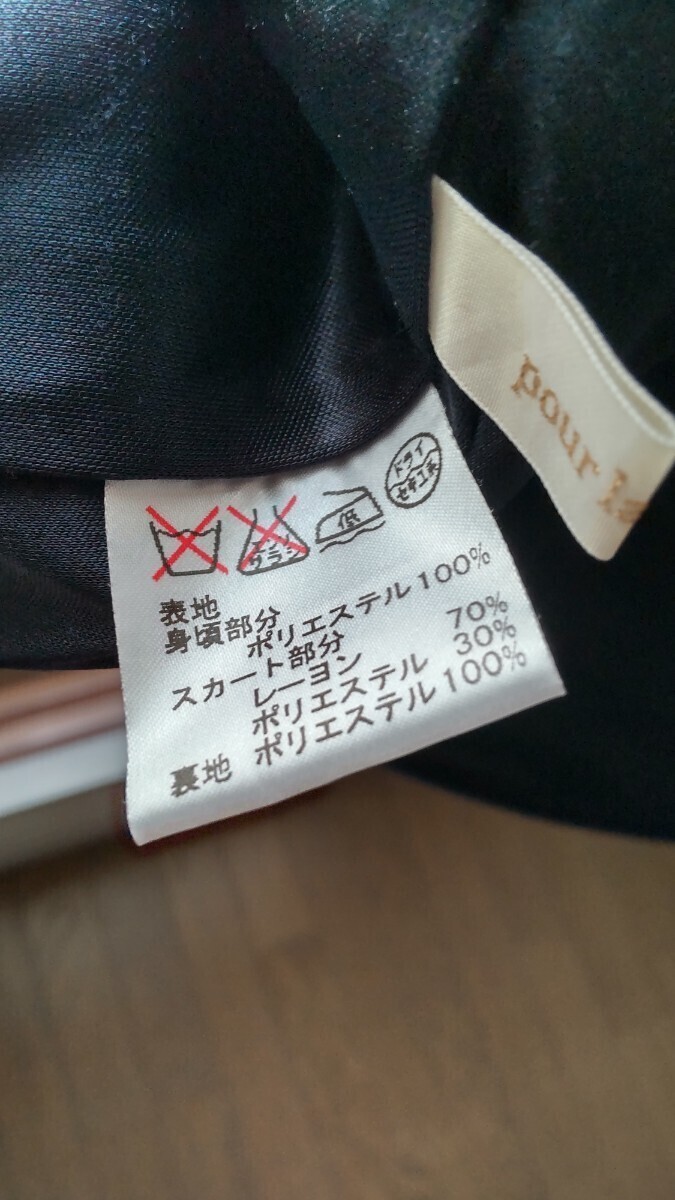 低
ドライ
セキユ系
表地
身頃部分
ポリエステル100%
スカート部分
レーヨン 70%
ポリエステル 30%
裏地 ポリエステル100%
pour la